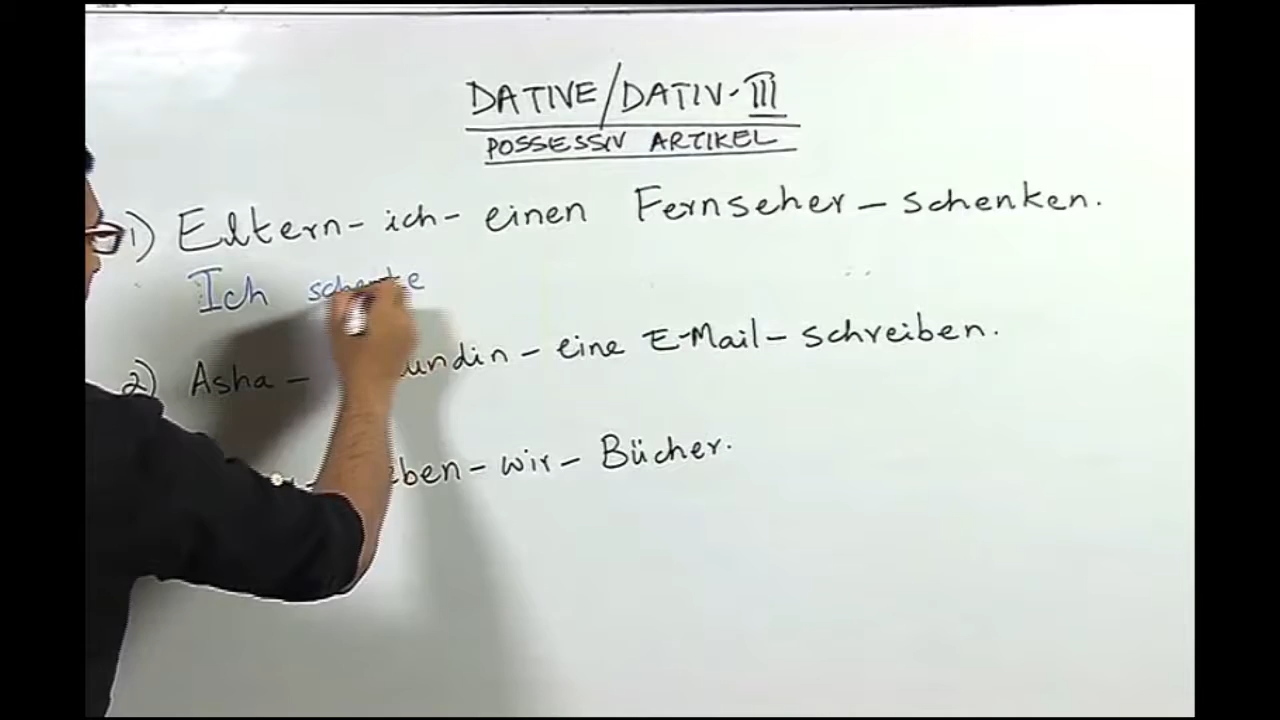 DATIVE/DATIV-III
POSSESSIV ARTIKEL
1) Eltern-ich- einen Fernseher-schenken.
Ich schenke
2) Asha- - eine E-Mail-schreiben.
-wir- Bücher.